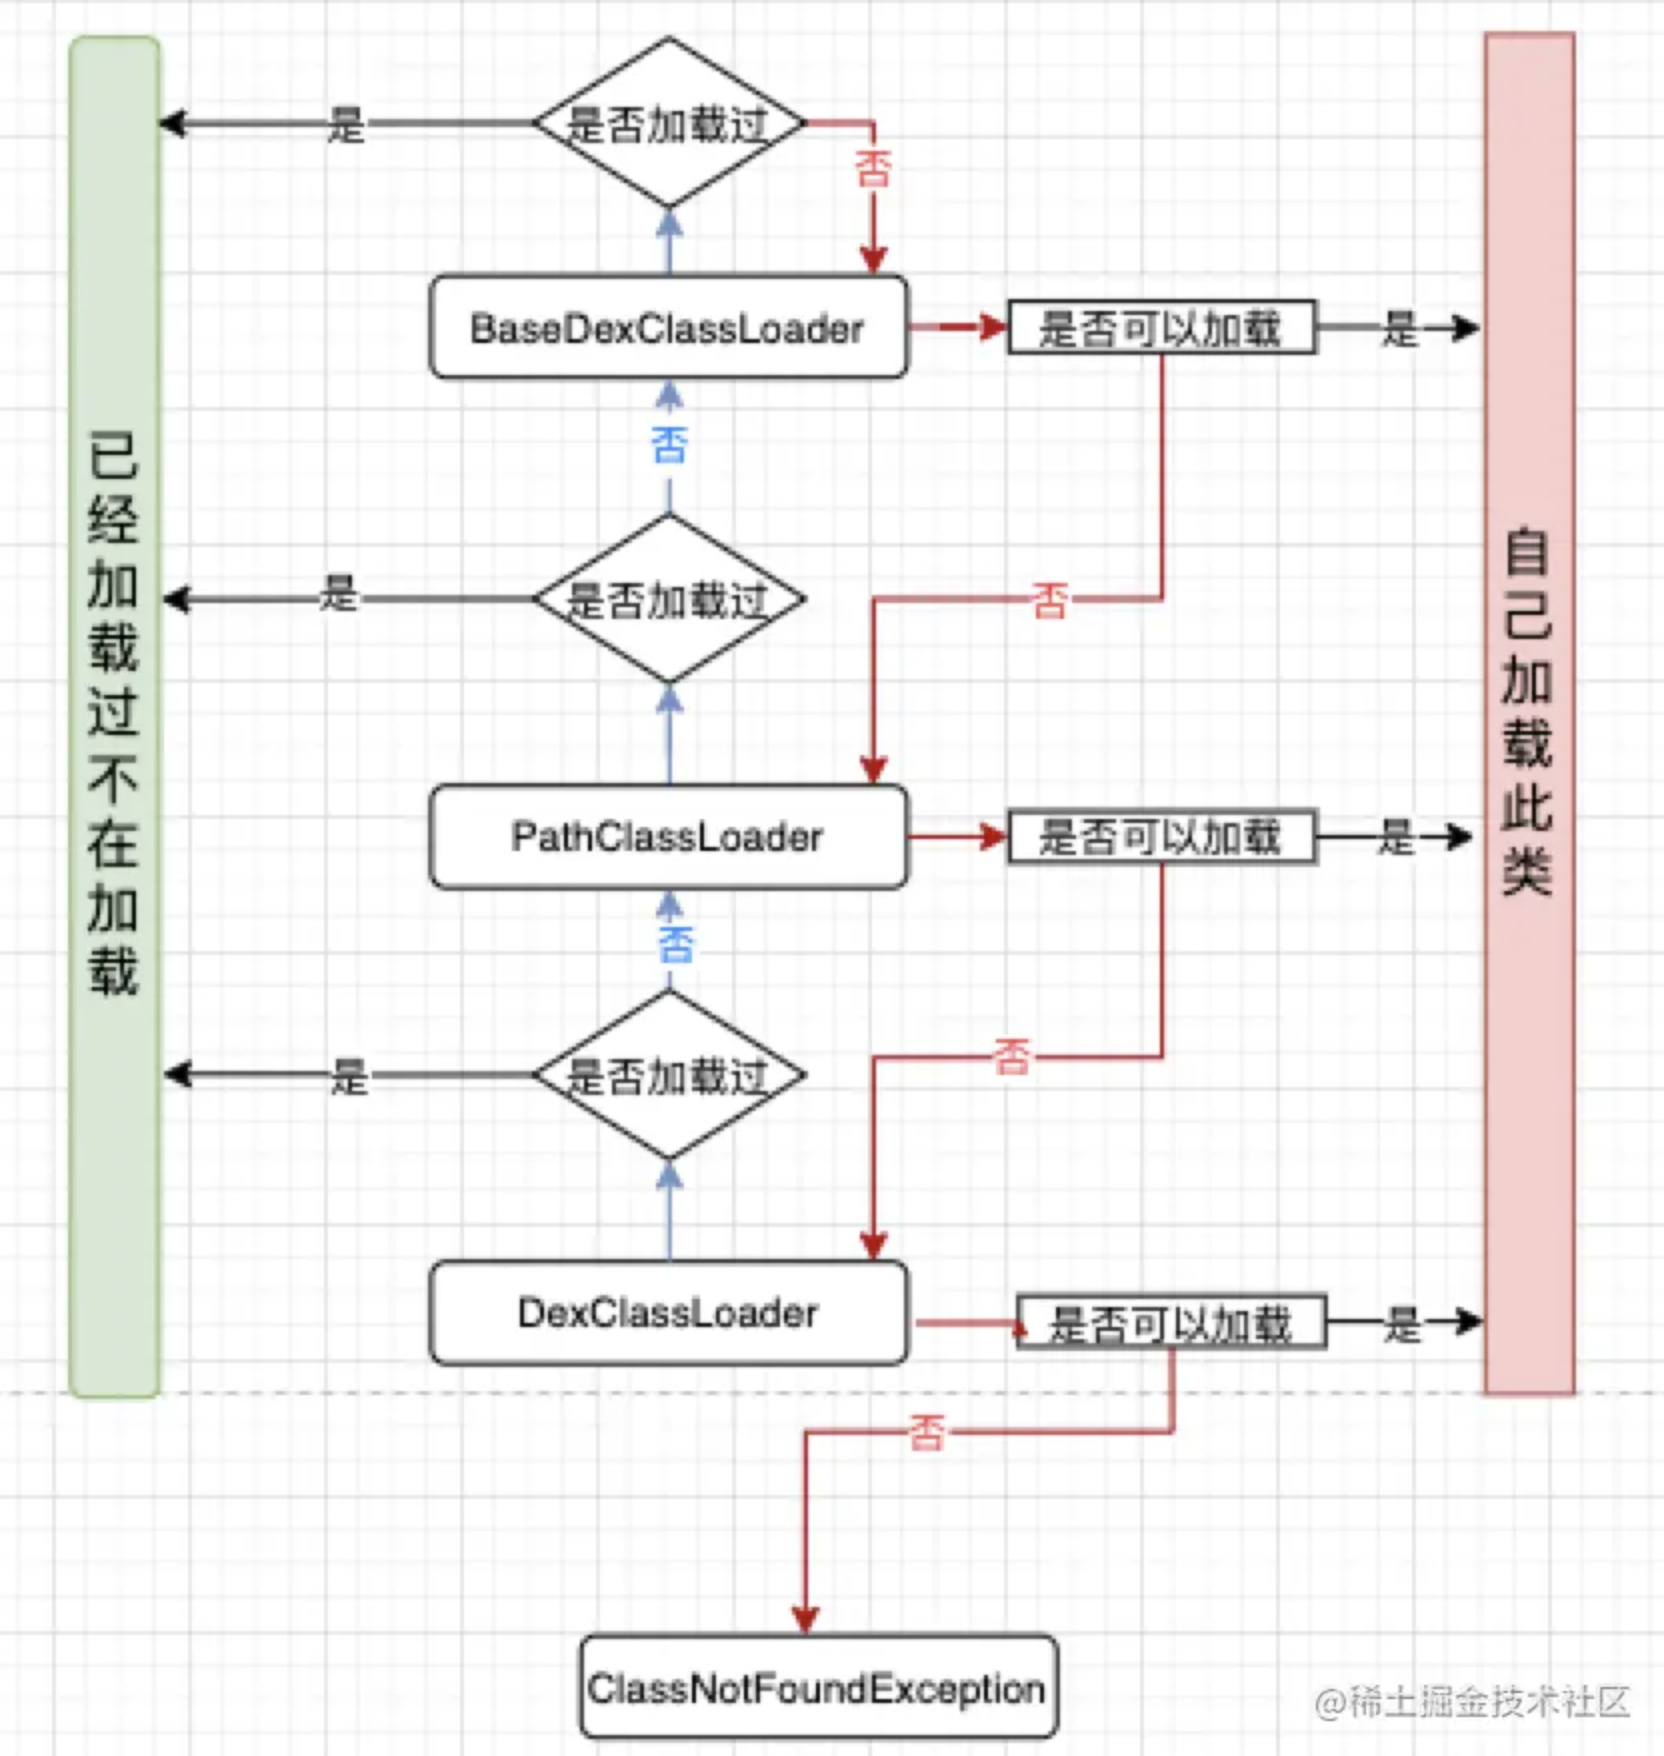 是
是否加载过
否
BaseDexClassLoader
是否可以加载
是
否
是
是否加载过
否
PathClassLoader
是否可以加载
是
否
是
是否加载过
否
DexClassLoader
是否可以加载
是
否
ClassNotFoundException
已经加载过不在加载
自己加载此类
@稀土掘金技术社区